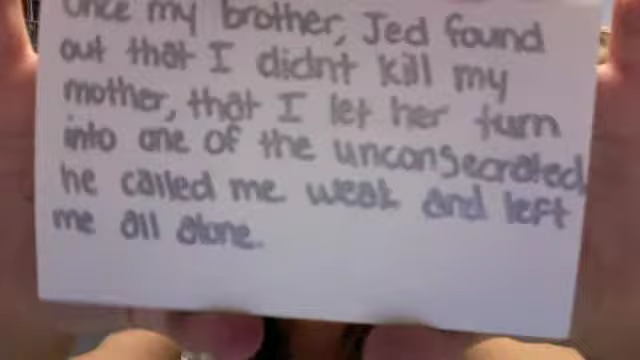 Once my brother, Jed found
out that I didnt kill my
mother, that I let her turn
into one of the unconsecrated,
he called me weak and left
me all alone.